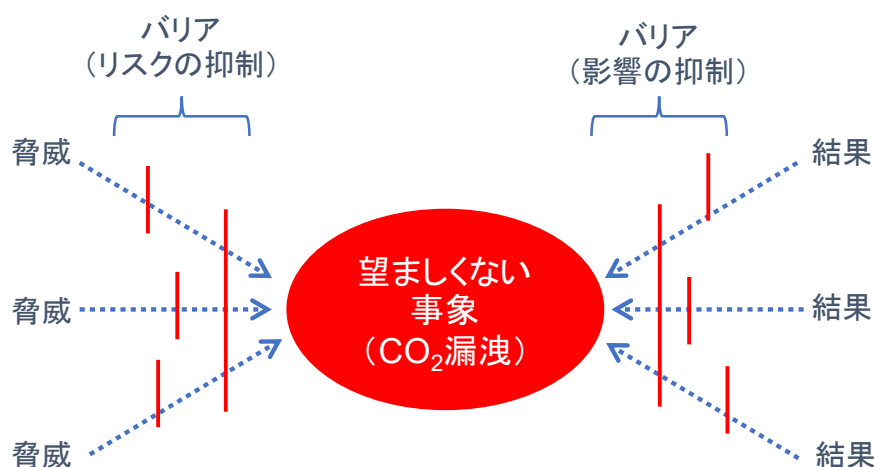 バリア
（リスクの抑制）
バリア
（影響の抑制）
脅威
結果
望ましくない
事象
（CO₂漏洩）
脅威
結果
脅威
結果